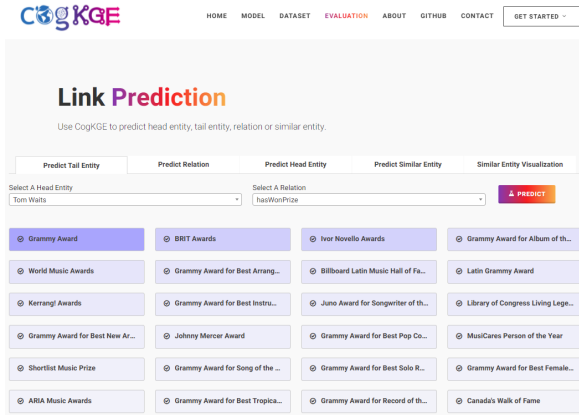 CogKGE
HOME MODEL DATASET EVALUATION ABOUT GITHUB CONTACT GET STARTED
Link Prediction
Use CogKGE to predict head entity, tail entity, relation or similar entity.
Predict Tail Entity Predict Relation Predict Head Entity Predict Similar Entity Similar Entity Visualization
Select A Head Entity Select A Relation
Tom Waits hasWonPrize PREDICT
Grammy Award BRIT Awards Ivor Novello Awards Grammy Award for Album of th...
World Music Awards Grammy Award for Best Arrang... Billboard Latin Music Hall of Fa... Latin Grammy Award
Kerrang! Awards Grammy Award for Best Instru... Juno Award for Songwriter of th... Library of Congress Living Lege...
Grammy Award for Best New Ar... Johnny Mercer Award Grammy Award for Best Pop Co... MusiCares Person of the Year
Shortlist Music Prize Grammy Award for Song of the ... Grammy Award for Best Solo R... Grammy Award for Best Female...
ARIA Music Awards Grammy Award for Best Tropica... Grammy Award for Record of th... Canada's Walk of Fame